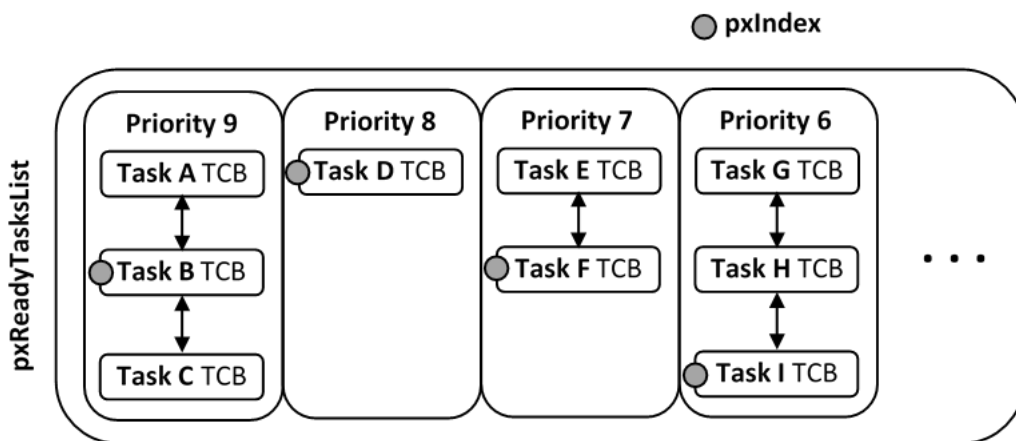 pxIndex
pxReadyTasksList
Priority 9
Task A TCB
Task B TCB
Task C TCB
Priority 8
Task D TCB
Priority 7
Task E TCB
Task F TCB
Priority 6
Task G TCB
Task H TCB
Task I TCB
. . .